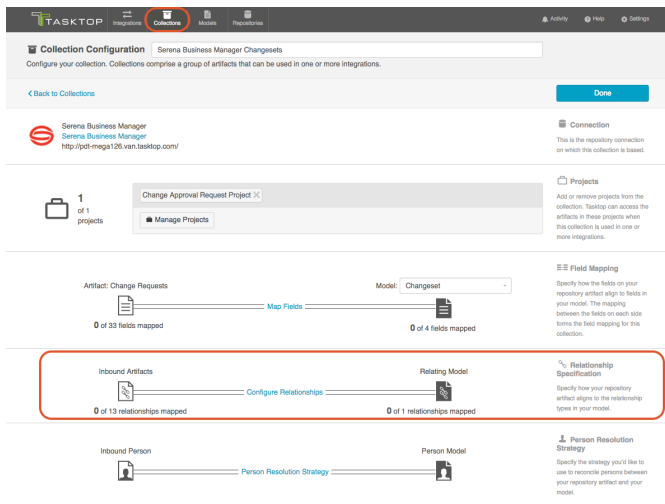 TASKTOP
Integrations
Collections
Models
Repositories
Activity
Help
Settings
Collection Configuration
Serena Business Manager Changesets
Configure your collection. Collections comprise a group of artifacts that can be used in one or more integrations.
Back to Collections
Done
Serena Business Manager
Serena Business Manager
http://pdt-mega126.van.tasktop.com/
Connection
This is the repository connection
on which this collection is based.
1
of 1
projects
Change Approval Request Project
Manage Projects
Projects
Add or remove projects from the
collection. Tasktop can access the
artifacts in these projects when
this collection is used in one or
more integrations.
Artifact: Change Requests
Model: Changeset
Map Fields
0 of 33 fields mapped
0 of 4 fields mapped
Field Mapping
Specify how the fields on your
repository artifact align to fields in
your model. The mapping
between the fields on each side
forms the field mapping for this
collection.
Inbound Artifacts
Relating Model
Configure Relationships
0 of 13 relationships mapped
0 of 1 relationships mapped
Relationship
Specification
Specify how your repository
artifact aligns to the relationship
types in your model.
Inbound Person
Person Model
Person Resolution Strategy
Person Resolution
Strategy
Specify the strategy you'd like to
use to reconcile persons between
your repository artifact and your
model.